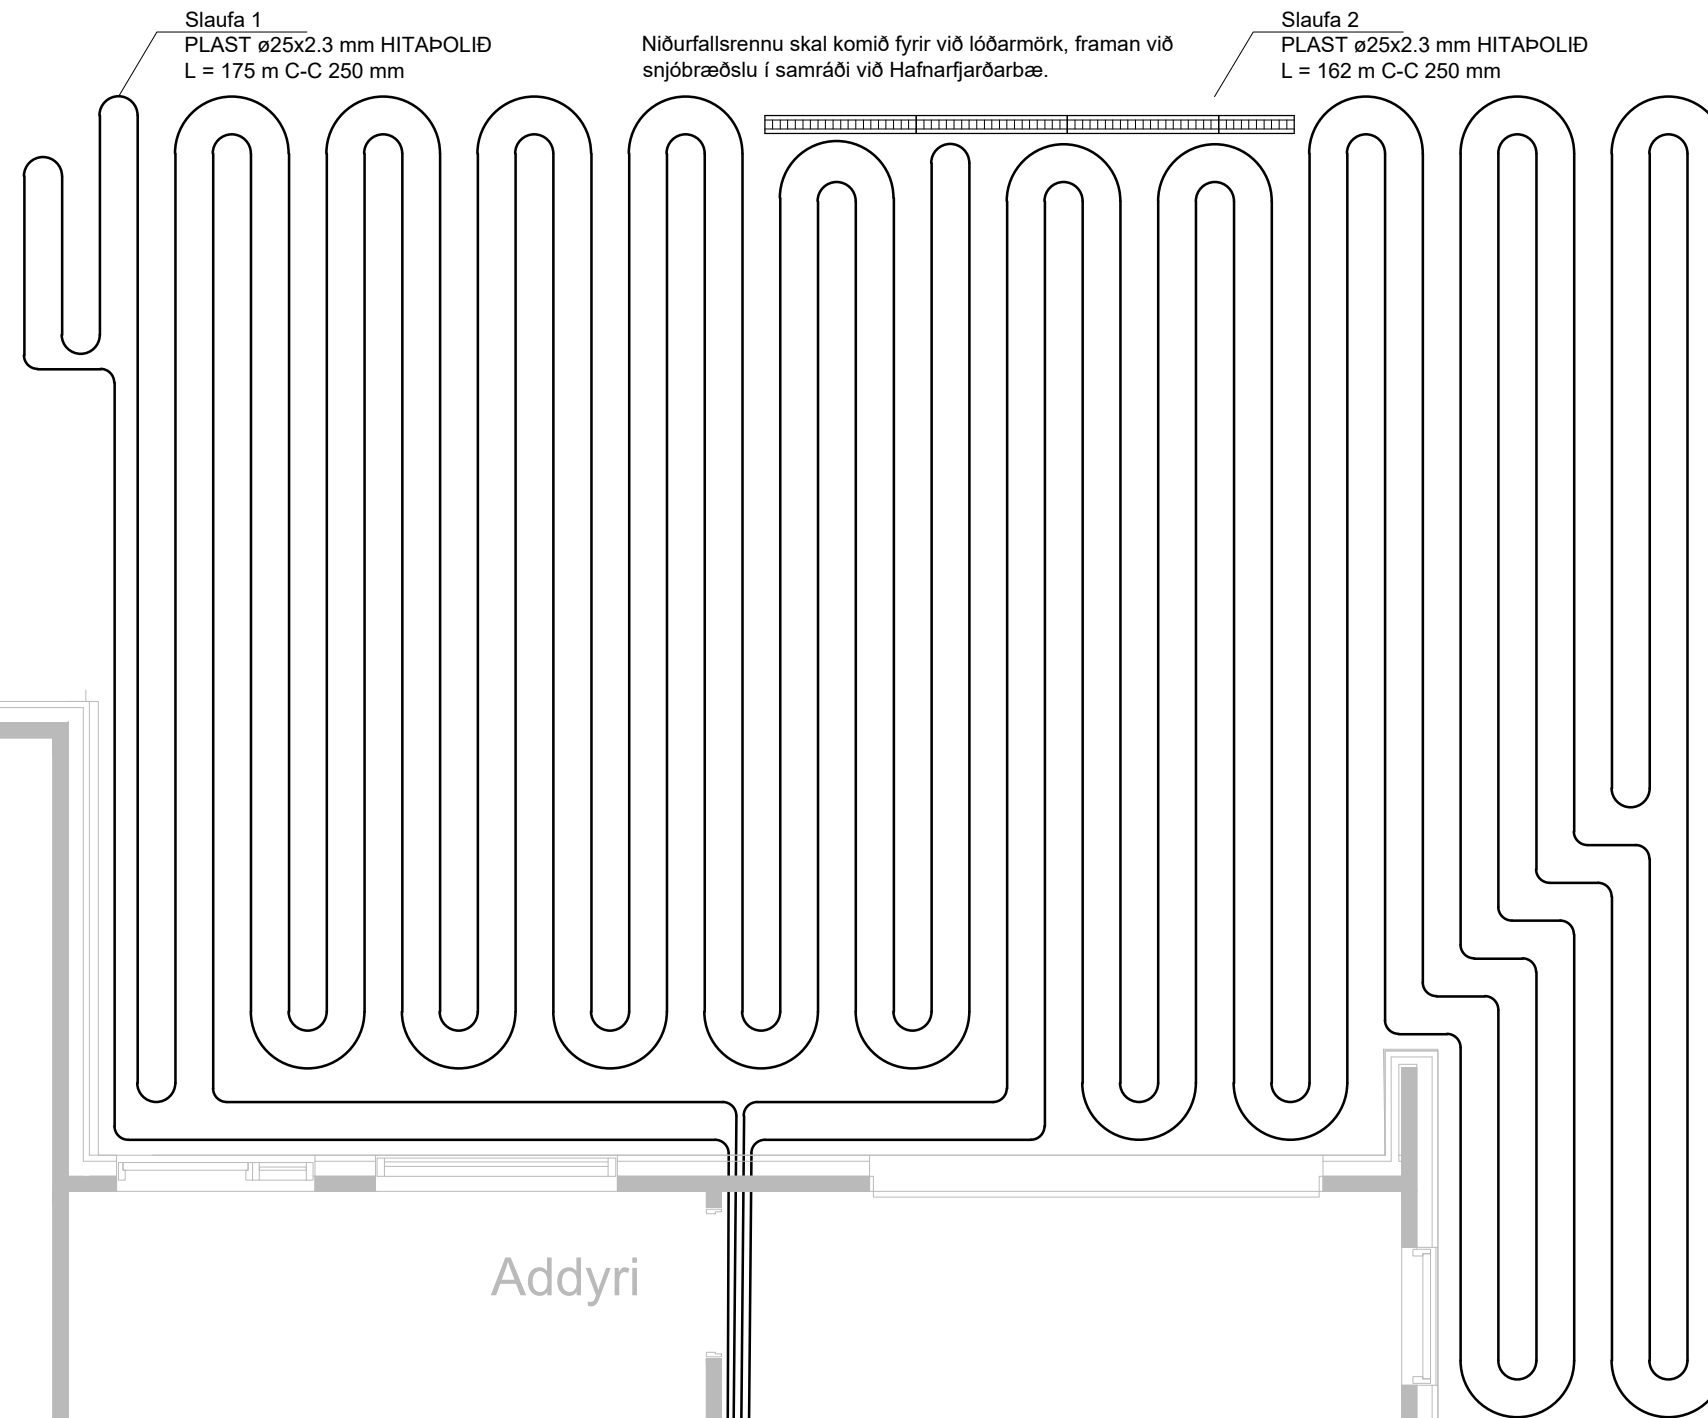 Slaufa 1
PLAST ø25x2.3 mm HITAÞOLIÐ
L = 175 m C-C 250 mm
Niðurfallsrennu skal komið fyrir við lóðarmörk, framan við
snjóbræðslu í samráði við Hafnarfjarðarbæ.
Slaufa 2
PLAST ø25x2.3 mm HITAÞOLIÐ
L = 162 m C-C 250 mm
Addyri